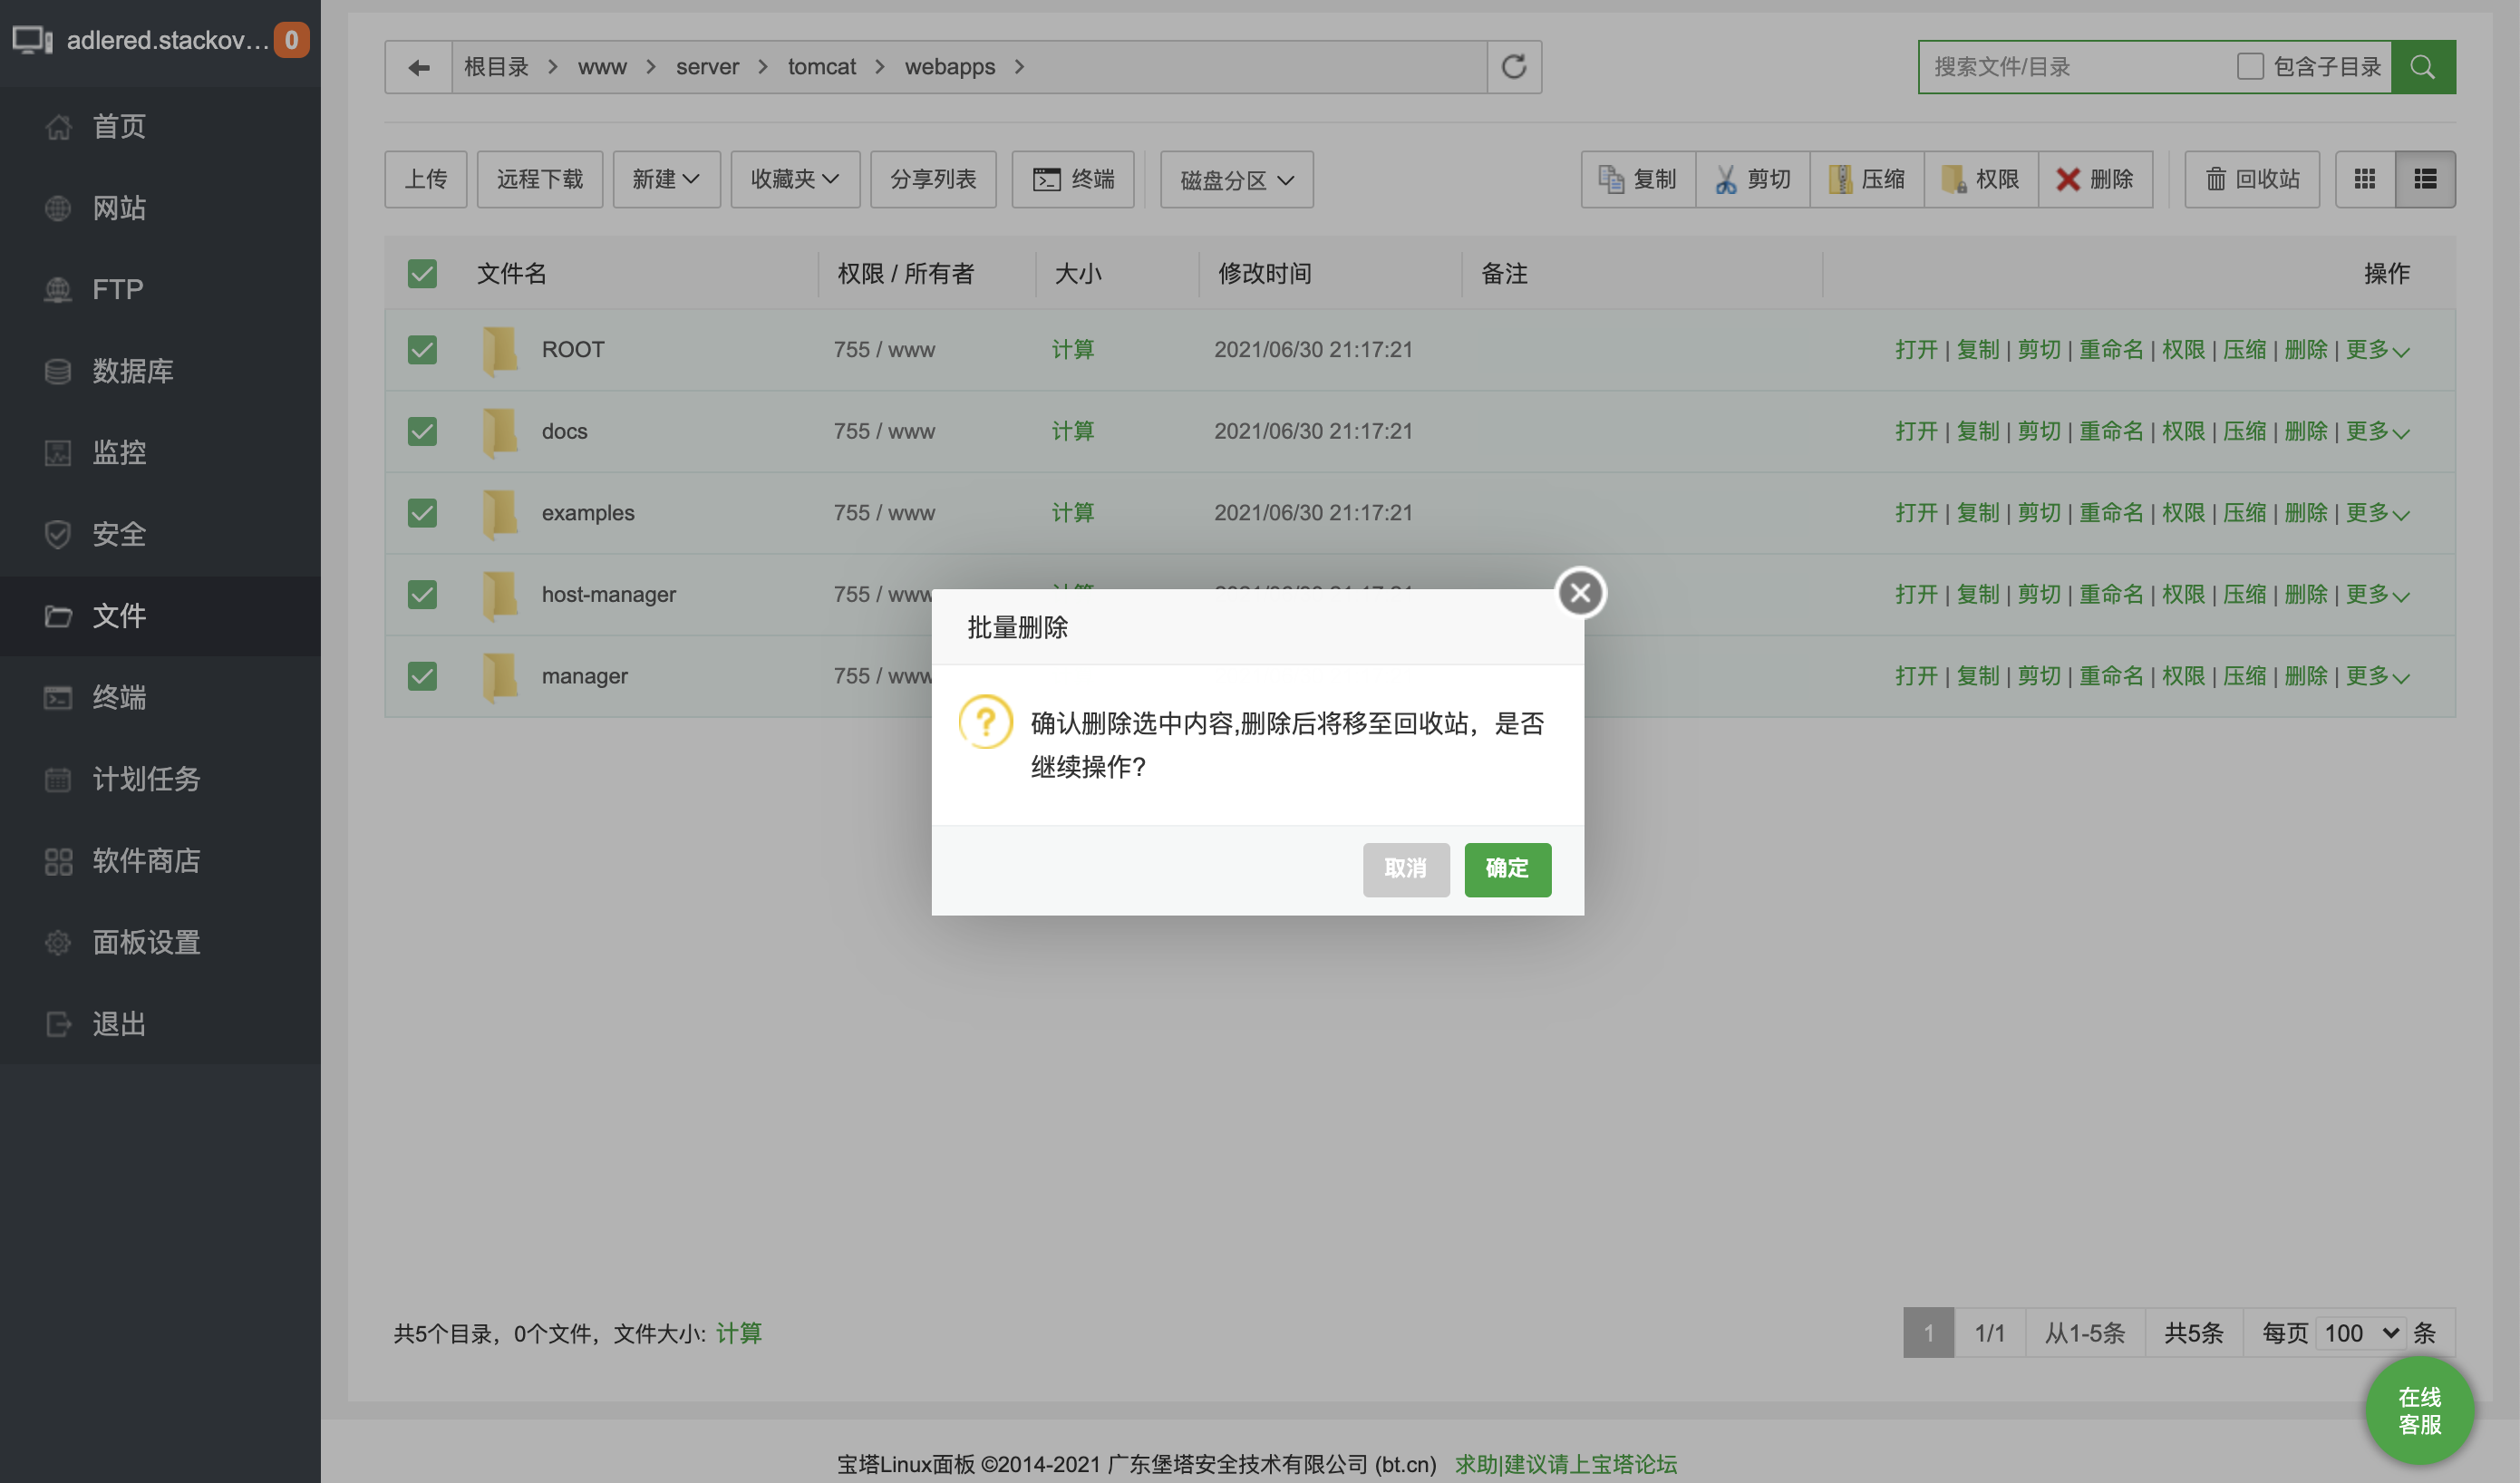 adlered.stackov... 0
首页
网站
FTP
数据库
监控
安全
文件
终端
计划任务
软件商店
面板设置
退出
根目录 www server tomcat webapps
搜索文件/目录 包含子目录
上传 远程下载 新建 收藏夹 分享列表 终端 磁盘分区 复制 剪切 压缩 权限 删除 回收站
文件名 权限 / 所有者 大小 修改时间 备注 操作
ROOT 755 / www 计算 2021/06/30 21:17:21 打开 | 复制 | 剪切 | 重命名 | 权限 | 压缩 | 删除 | 更多
docs 755 / www 计算 2021/06/30 21:17:21 打开 | 复制 | 剪切 | 重命名 | 权限 | 压缩 | 删除 | 更多
examples 755 / www 计算 2021/06/30 21:17:21 打开 | 复制 | 剪切 | 重命名 | 权限 | 压缩 | 删除 | 更多
host-manager 755 / www 打开 | 复制 | 剪切 | 重命名 | 权限 | 压缩 | 删除 | 更多
manager 755 / www 打开 | 复制 | 剪切 | 重命名 | 权限 | 压缩 | 删除 | 更多
批量删除
确认删除选中内容,删除后将移至回收站，是否
继续操作?
取消 确定
共5个目录，0个文件，文件大小: 计算
1 1/1 从1-5条 共5条 每页 100 条
在线
客服
宝塔Linux面板 ©2014-2021 广东堡塔安全技术有限公司 (bt.cn) 求助|建议请上宝塔论坛